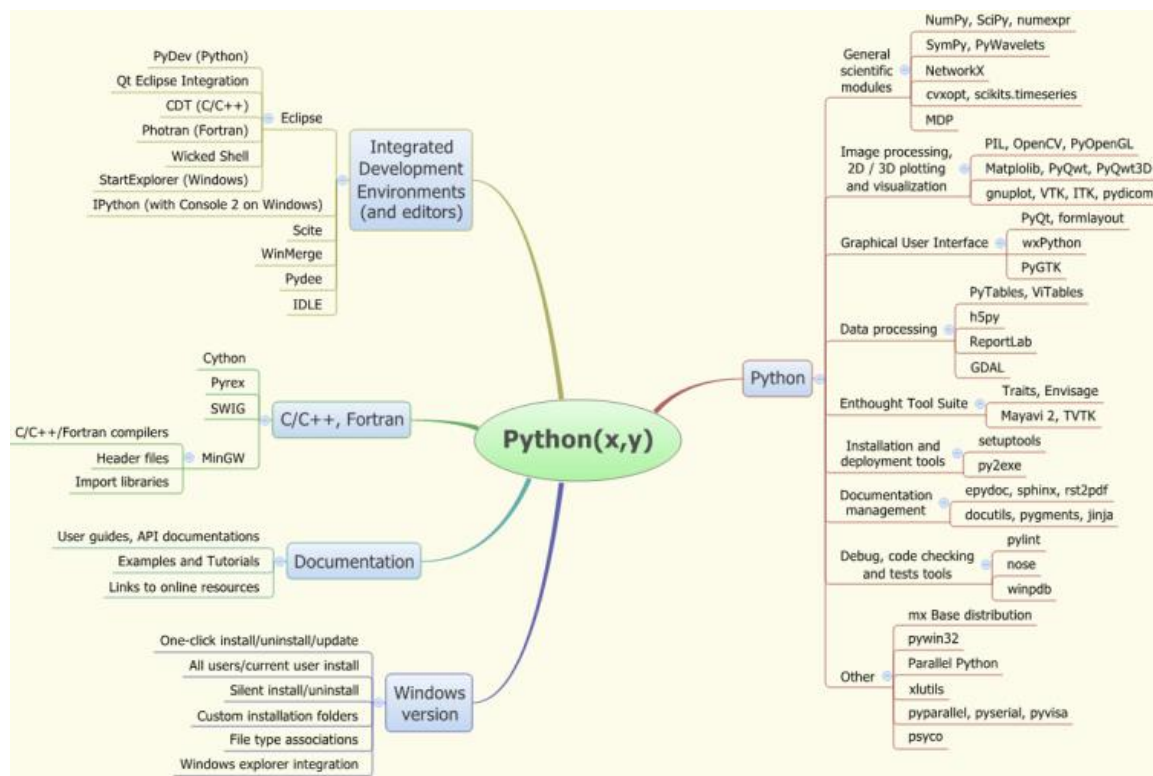 PyDev (Python)
Qt Eclipse Integration
CDT (C/C++)
Photran (Fortran)
Wicked Shell
StartExplorer (Windows)
Eclipse
IPython (with Console 2 on Windows)
Scite
WinMerge
Pydee
IDLE
Integrated
Development
Environments
(and editors)
Cython
Pyrex
SWIG
C/C++/Fortran compilers
Header files
Import libraries
MinGW
C/C++, Fortran
User guides, API documentations
Examples and Tutorials
Links to online resources
Documentation
One-click install/uninstall/update
All users/current user install
Silent install/uninstall
Custom installation folders
File type associations
Windows explorer integration
Windows
version
Python(x,y)
Python
General
scientific
modules
NumPy, SciPy, numexpr
SymPy, PyWavelets
NetworkX
cvxopt, scikits.timeseries
MDP
Image processing,
2D / 3D plotting
and visualization
PIL, OpenCV, PyOpenGL
Matplolib, PyQwt, PyQwt3D
gnuplot, VTK, ITK, pydicom
Graphical User Interface
PyQt, formlayout
wxPython
PyGTK
Data processing
PyTables, ViTables
h5py
ReportLab
GDAL
Enthought Tool Suite
Traits, Envisage
Mayavi 2, TVTK
Installation and
deployment tools
setuptools
py2exe
Documentation
management
epydoc, sphinx, rst2pdf
docutils, pygments, jinja
Debug, code checking
and tests tools
pylint
nose
winpdb
Other
mx Base distribution
pywin32
Parallel Python
xlutils
pyparallel, pyserial, pyvisa
psyco